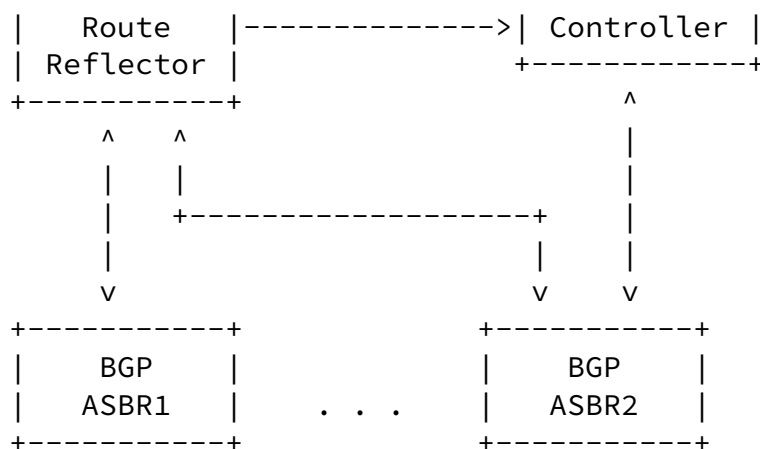 Route Controller
Reflector
BGP BGP
ASBR1 . . . ASBR2